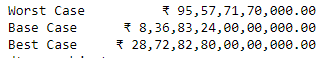 Worst Case ₹ 95,57,71,70,000.00
Base Case ₹ 8,36,83,24,00,00,000.00
Best Case ₹ 28,72,82,80,00,00,000.00